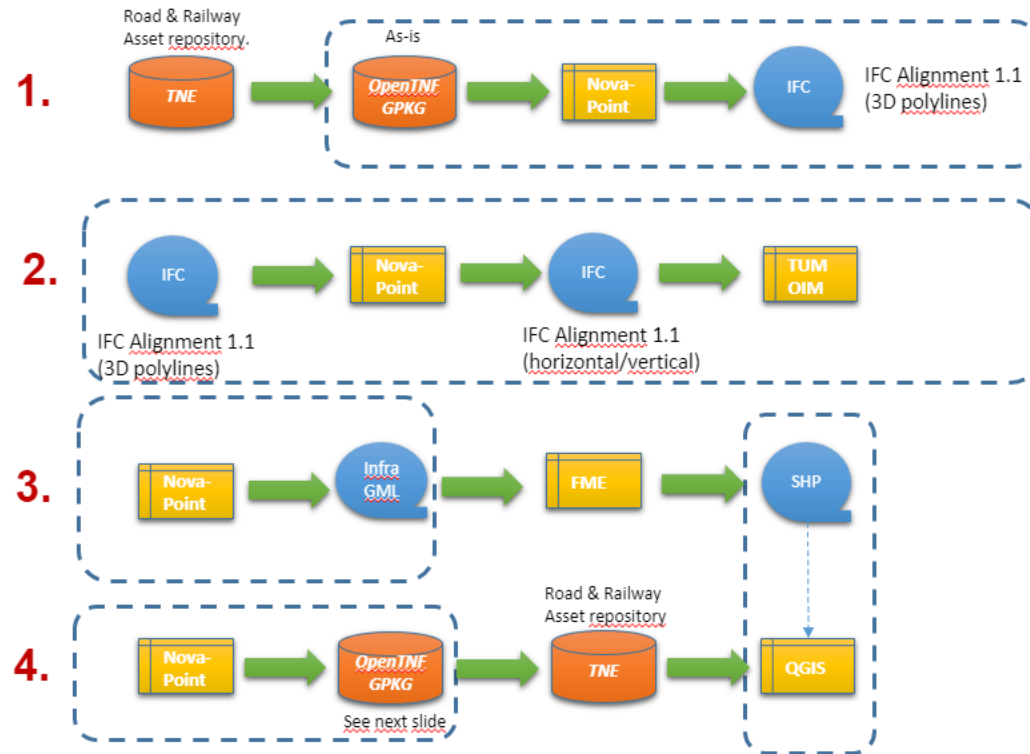 Road & Railway
Asset repository.
As-is
1.
TNE
OpenTNF
GPKG
Nova-
Point
IFC
IFC Alignment 1.1
(3D polylines)
2.
IFC
Nova-
Point
IFC
TUM
OIM
IFC Alignment 1.1
(3D polylines)
IFC Alignment 1.1
(horizontal/vertical)
3.
Nova-
Point
Infra
GML
FME
SHP
Road & Railway
Asset repository
4.
Nova-
Point
OpenTNF
GPKG
TNE
QGIS
See next slide